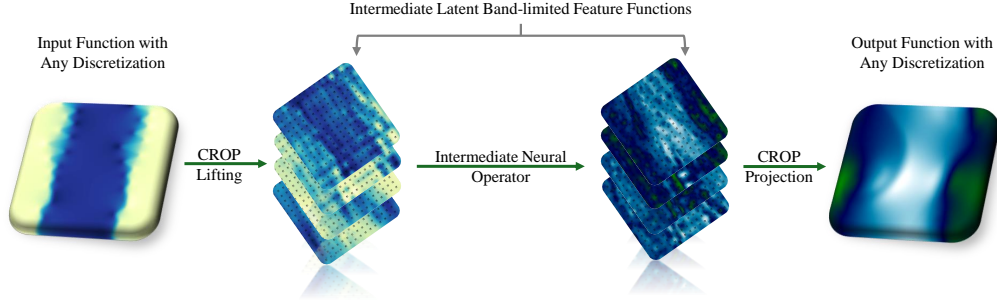 Intermediate Latent Band-limited Feature Functions
Input Function with
Any Discretization
Output Function with
Any Discretization
CROP
Lifting
Intermediate Neural
Operator
CROP
Projection